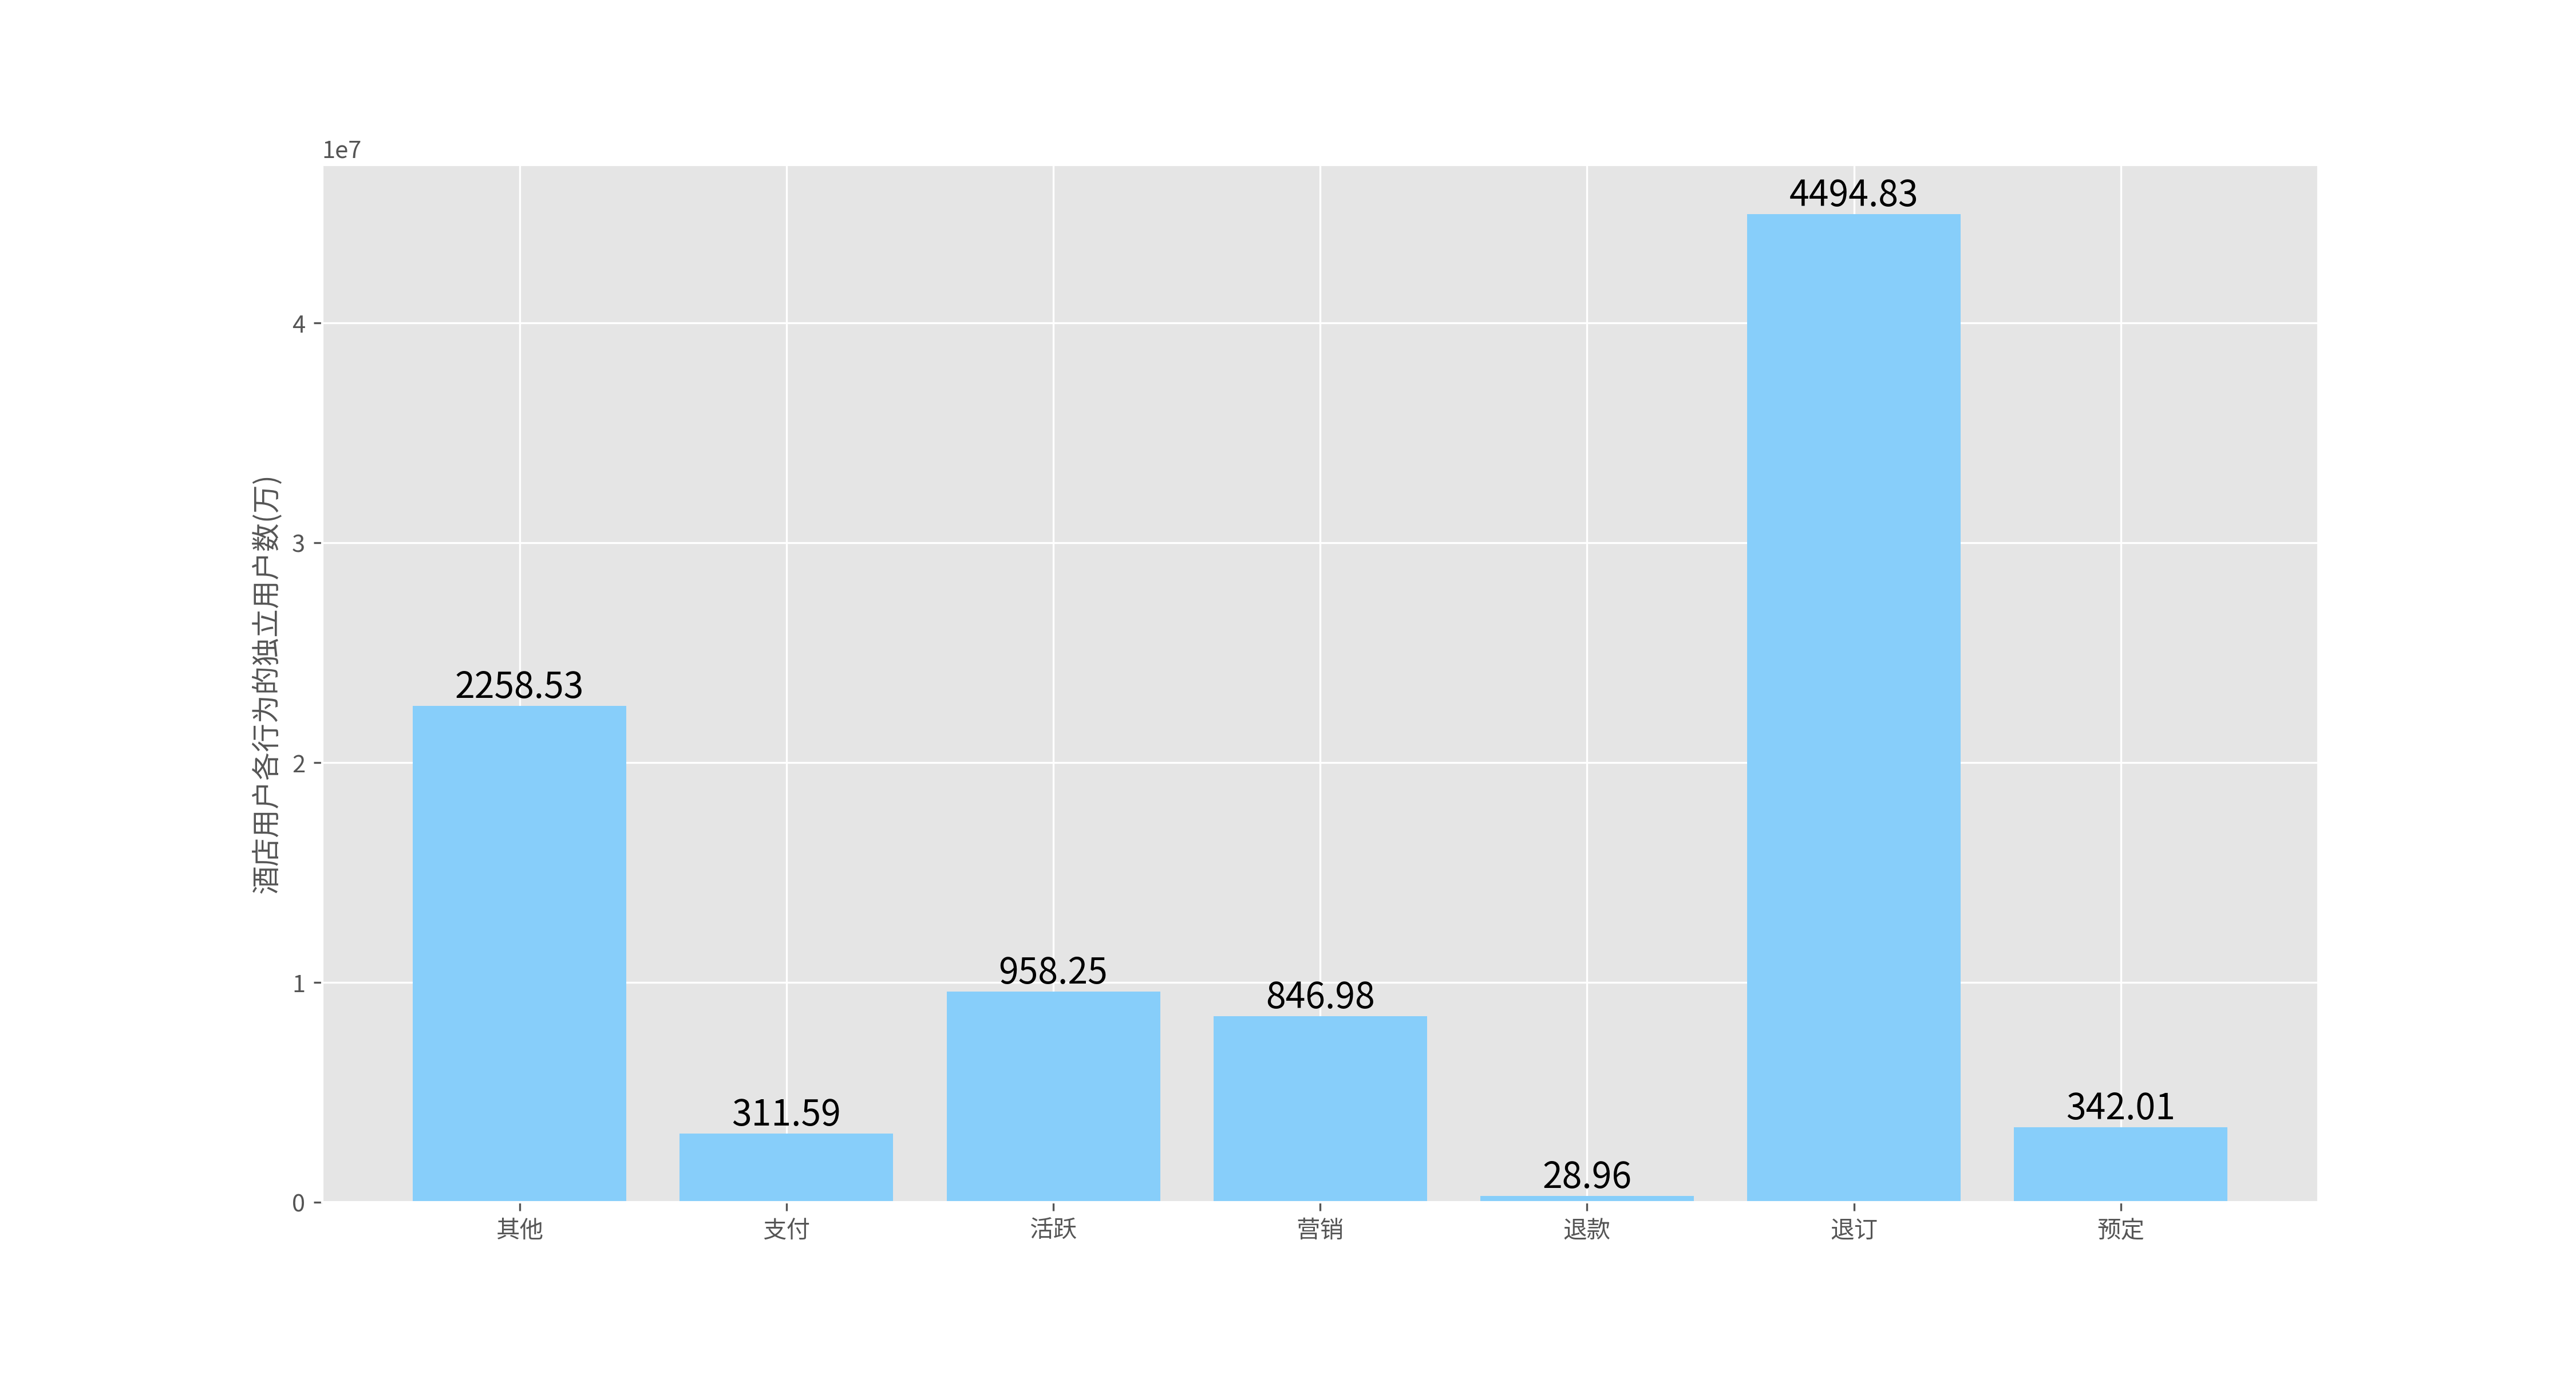 1e7
酒店用户各行为的独立用户数(万)
4
3
2
1
0
2258.53
311.59
958.25
846.98
28.96
4494.83
342.01
其他
支付
活跃
营销
退款
退订
预定